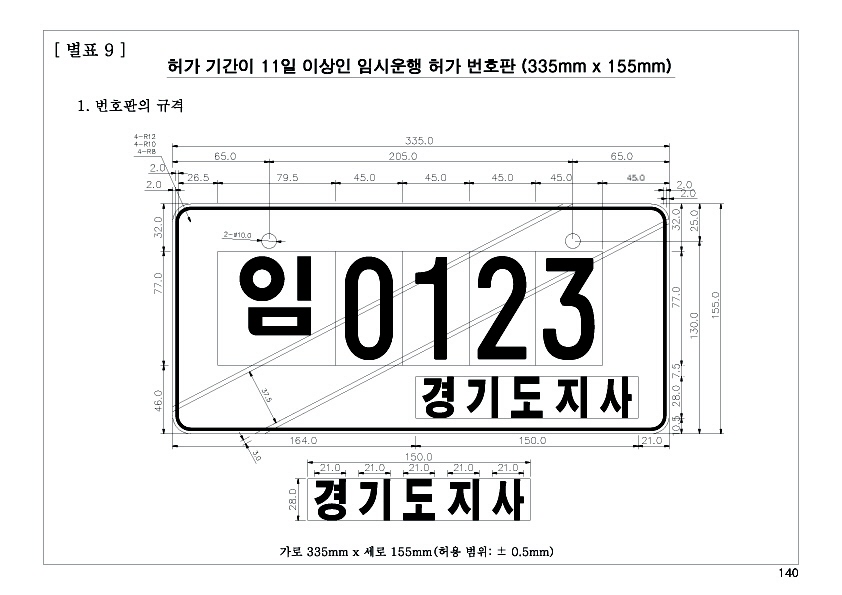 [ 별표 9 ]
허가 기간이 11일 이상인 임시운행 허가 번호판 (335mm x 155mm)
1. 번호판의 규격
4-R12
4-R10
4-R8
335.0
65.0 205.0 65.0
2.0 26.5 79.5 45.0 45.0 45.0 45.0 45.0 2.0
2.0 2.0
32.0 2-ø10.0 32.0 25.0
77.0 임 0123 77.0 130.0 155.0
46.0 37.5 경기도지사 7.5 28.0 10.5
164.0 150.0 21.0
3.0
150.0
21.0 21.0 21.0 21.0 21.0
28.0 경기도지사
가로 335mm x 세로 155mm(허용 범위: ± 0.5mm)
140